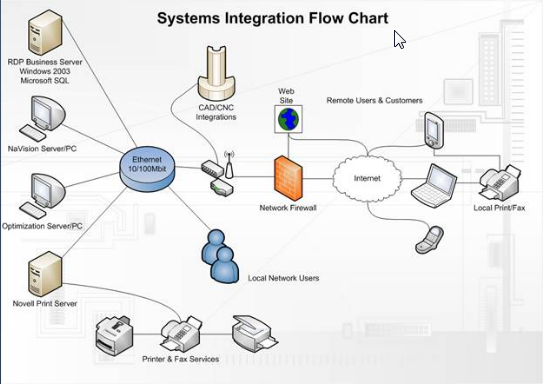 Systems Integration Flow Chart
RDP Business Server
Windows 2003
Microsoft SQL
CAD/CNC
Integrations
Web
Site
Remote Users & Customers
NaVision Server/PC
Ethernet
10/100Mbit
Internet
Network Firewall
Local Print/Fax
Optimization Server/PC
Local Network Users
Novell Print Server
Printer & Fax Services